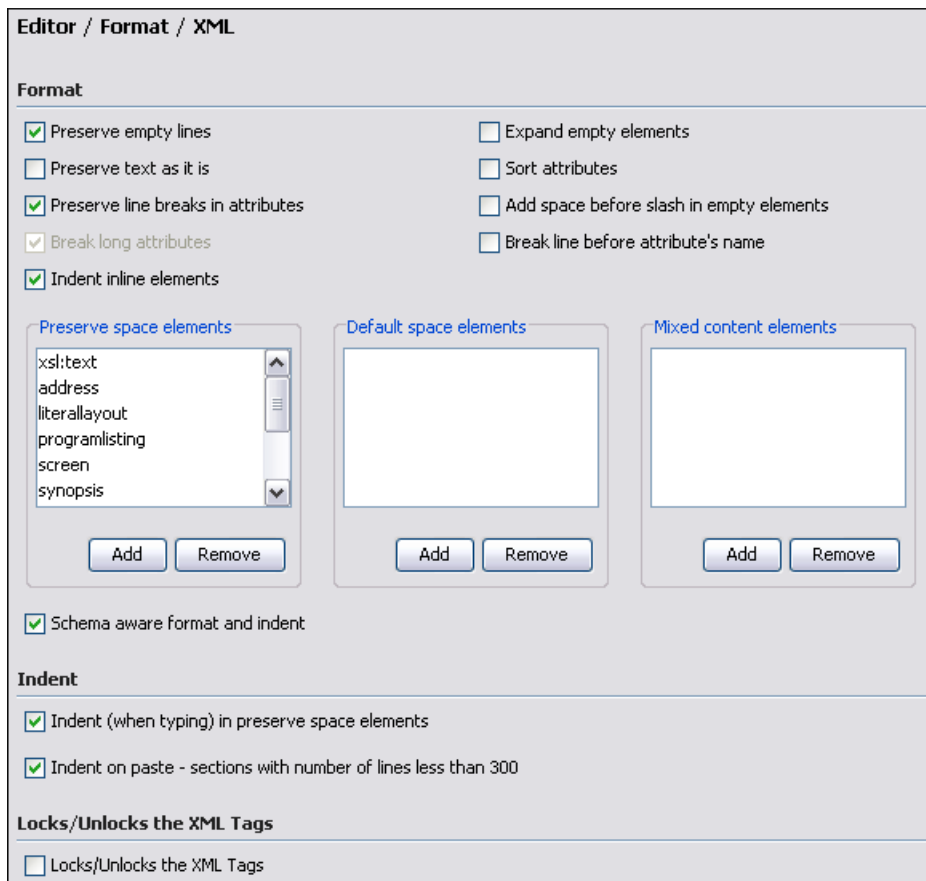 Editor / Format / XML
Format
Preserve empty lines
Expand empty elements
Preserve text as it is
Sort attributes
Preserve line breaks in attributes
Add space before slash in empty elements
Break long attributes
Break line before attribute's name
Indent inline elements
Preserve space elements
xsl:text
address
literallayout
programlisting
screen
synopsis
Add Remove
Default space elements
Add Remove
Mixed content elements
Add Remove
Schema aware format and indent
Indent
Indent (when typing) in preserve space elements
Indent on paste - sections with number of lines less than 300
Locks/Unlocks the XML Tags
Locks/Unlocks the XML Tags